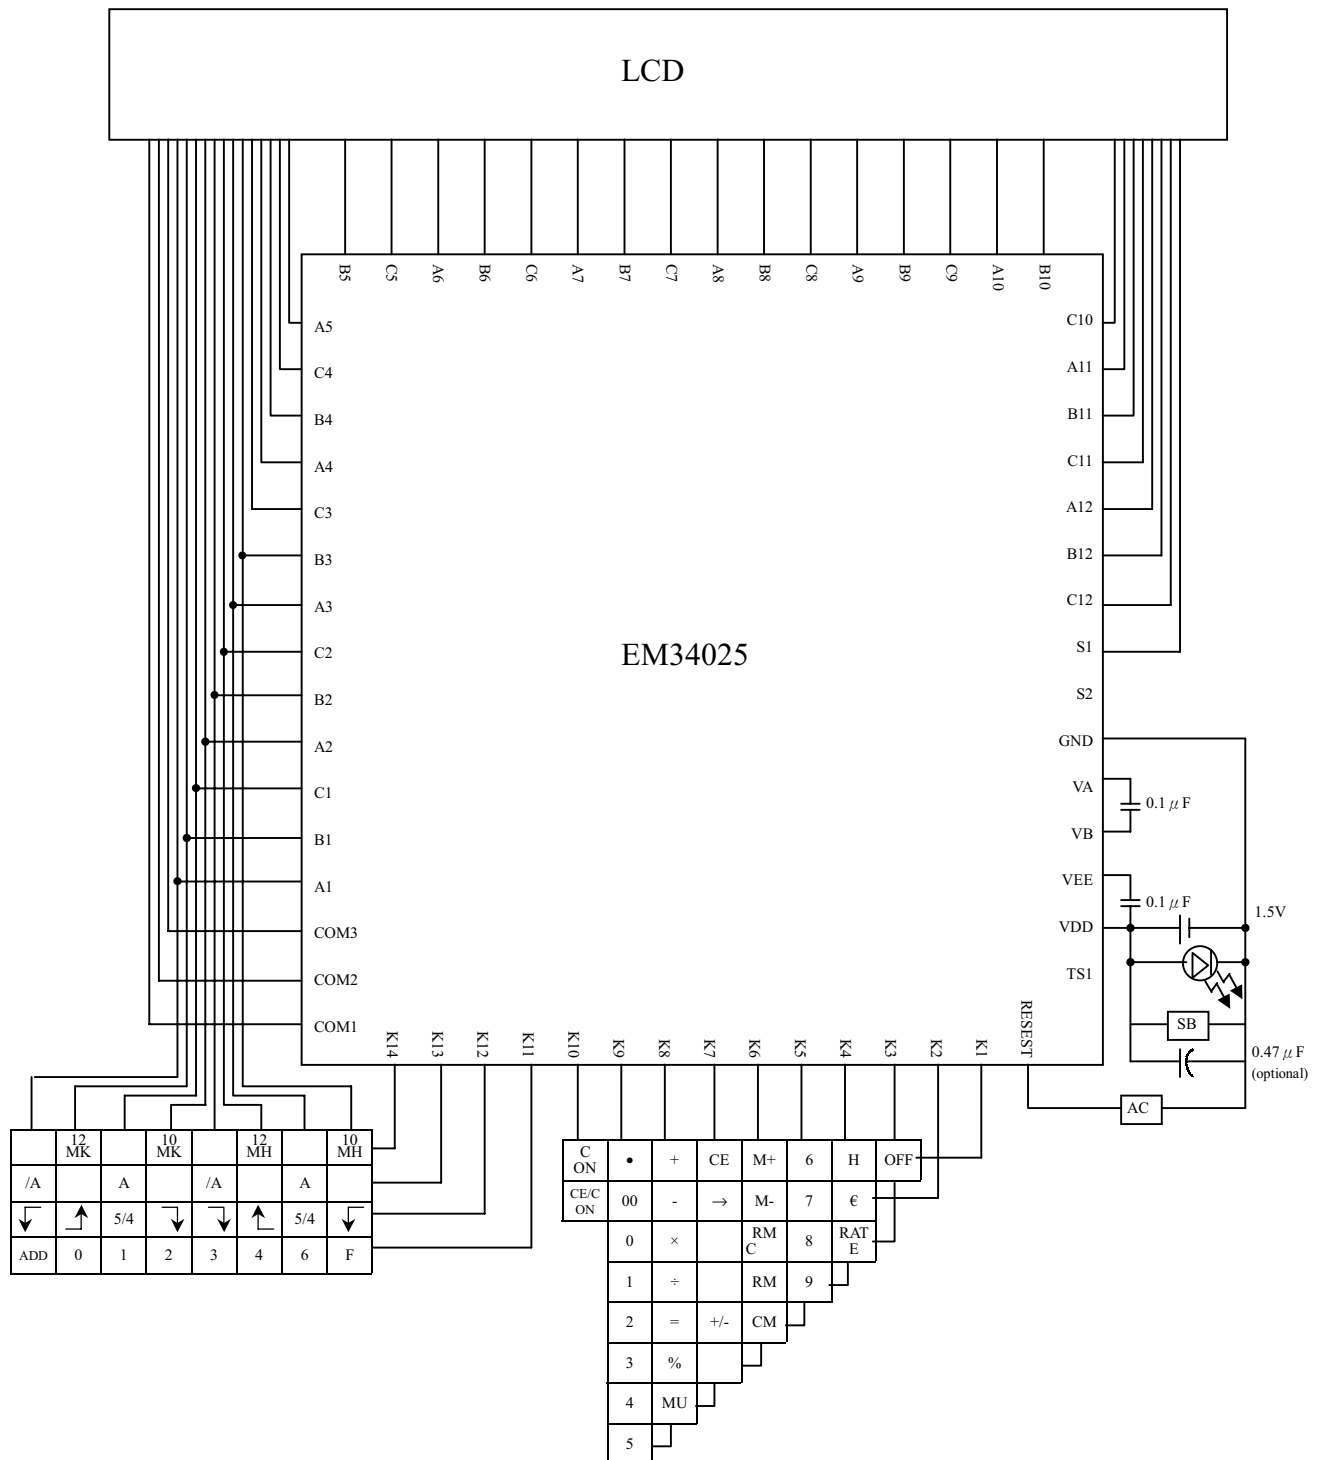 LCD
B5 C5 A6 B6 C6 A7 B7 C7 A8 B8 C8 A9 B9 C9 A10 B10
A5 C10
C4 A11
B4 B11
A4 C11
C3 A12
B3 B12
A3 C12
C2 EM34025 S1
B2 S2
A2 GND
C1 VA 0.1 μF
B1 VB
A1 VEE 0.1 μF
COM3 VDD 1.5V
COM2 TS1
COM1 SB
K14 K13 K12 K11 K10 K9 K8 K7 K6 K5 K4 K3 K2 K1 RESEST
0.47 μF
(optional)
AC
12 MK 10 MK 12 MH 10 MH
/A A /A A
5/4 5/4
ADD 0 1 2 3 4 6 F
C ON • + CE M+ 6 H OFF
CE/C ON 00 - → M- 7 €
0 × RM C 8 RAT E
1 ÷ RM 9
2 = +/- CM
3 %
4 MU
5